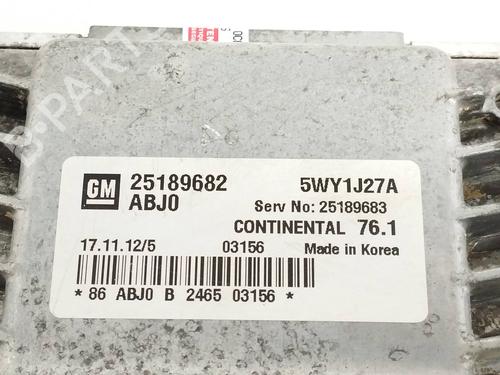 GM 25189682 5WY1J27A
ABJ0 Serv No: 25189683
CONTINENTAL 76.1
17.11.12/5 03156 Made in Korea
* 86 ABJ0 B 2465 03156 *
B-PARTS